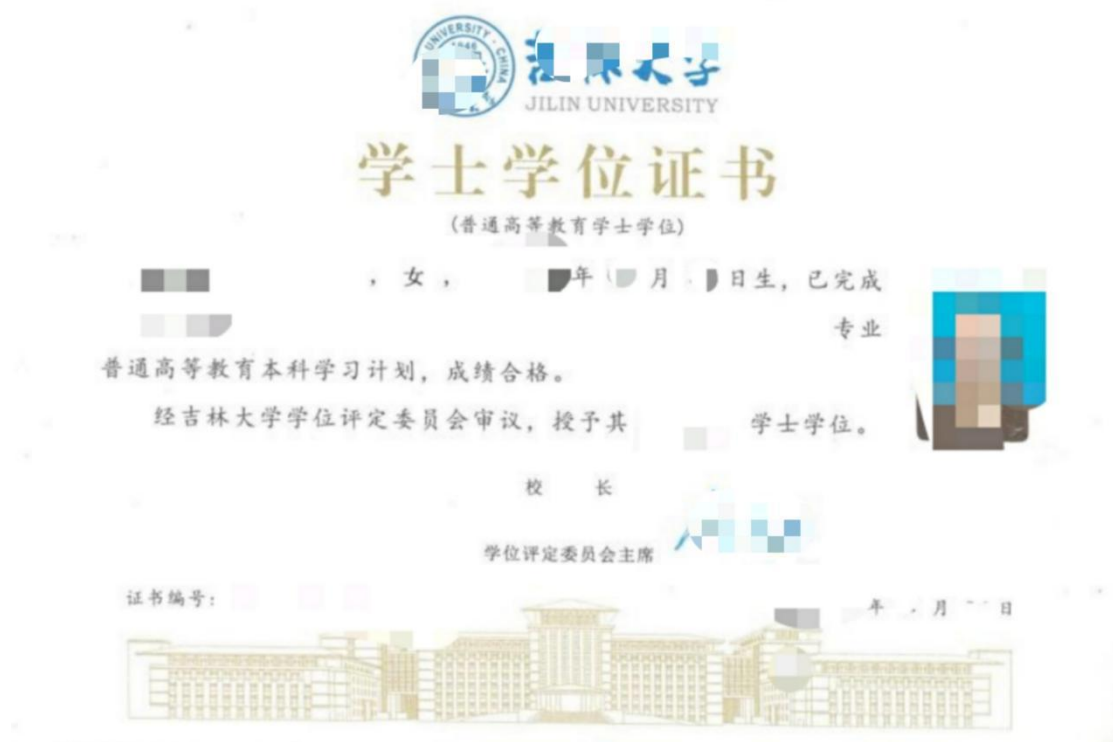 UNIVERSITY · CHINA
大学
JILIN UNIVERSITY
学士学位证书
(普通高等教育学士学位)
，女， 年 月 日生，已完成
专业
普通高等教育本科学习计划，成绩合格。
经吉林大学学位评定委员会审议，授予其 学士学位。
校 长
学位评定委员会主席
证书编号：
年 月 日